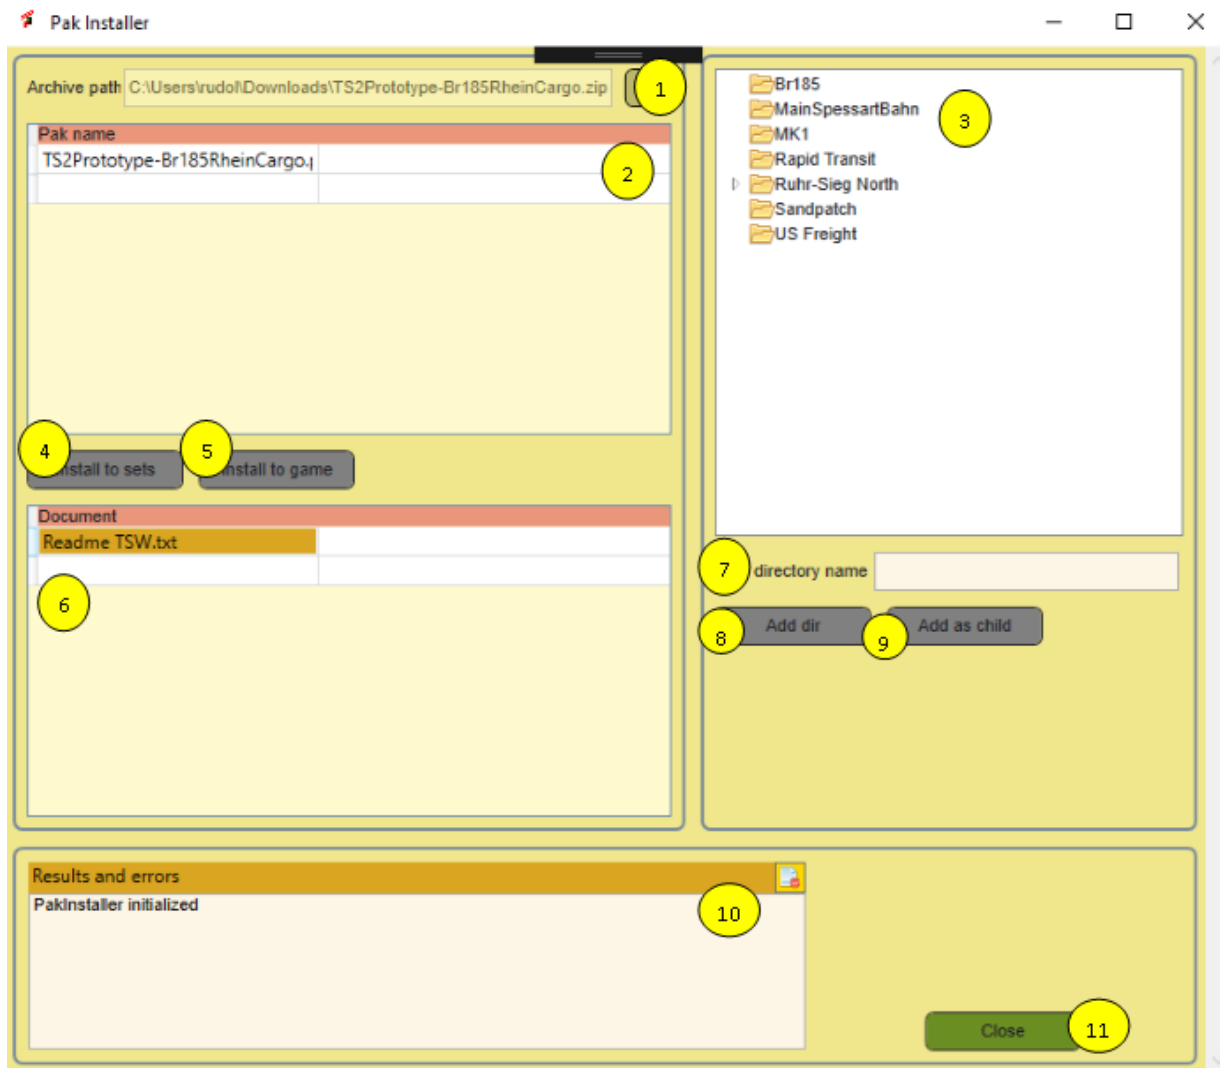 Pak Installer
Archive path C:\Users\rudol\Downloads\TS2Prototype-Br185RheinCargo.zip
1
Pak name
TS2Prototype-Br185RheinCargo.p
2
4
5
Install to sets
Install to game
Document
Readme TSW.txt
6
Br185
MainSpessartBahn
3
MK1
Rapid Transit
Ruhr-Sieg North
Sandpatch
US Freight
7 directory name
8 Add dir
9 Add as child
Results and errors
PakInstaller initialized
10
Close
11